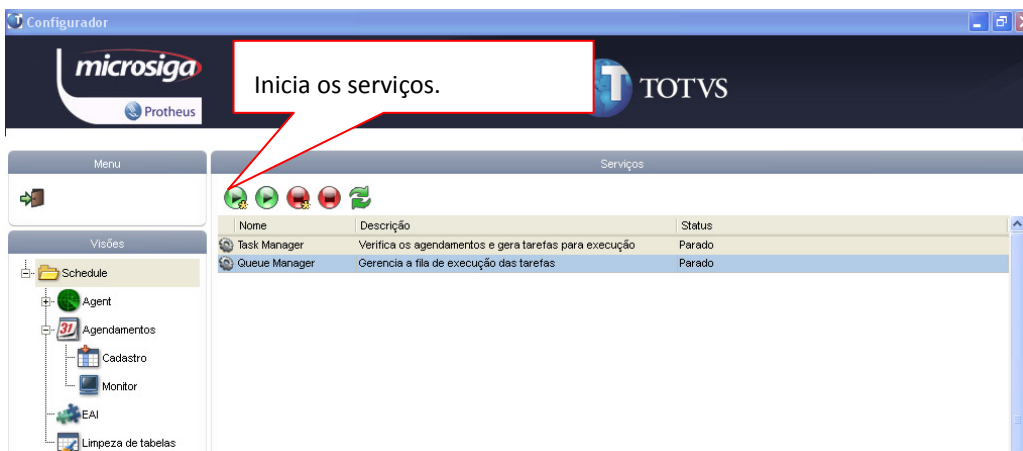 Configurador
microsiga
Protheus
Inicia os serviços.
TOTVS
Menu
Serviços
Nome Descrição Status
Task Manager Verifica os agendamentos e gera tarefas para execução Parado
Queue Manager Gerencia a fila de execução das tarefas Parado
Visões
Schedule
Agent
31 Agendamentos
Cadastro
Monitor
EAI
Limpeza de tabelas